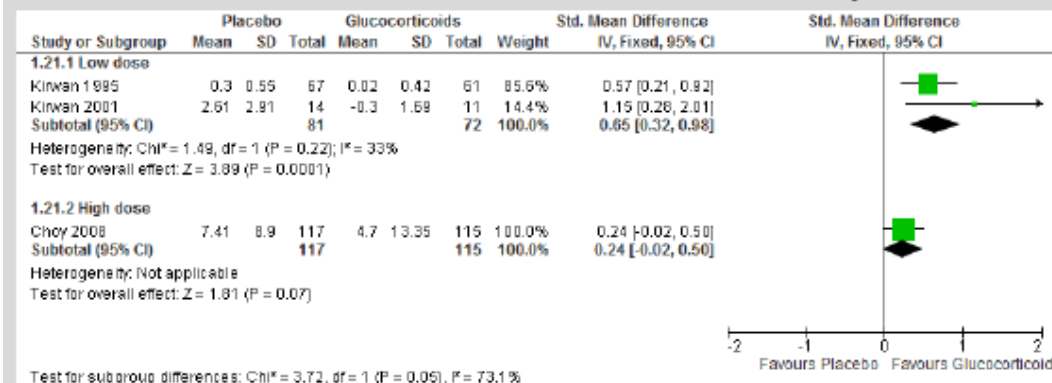 Placebo Glucocorticoids Std. Mean Difference Std. Mean Difference
Study or Subgroup Mean SD Total Mean SD Total Weight IV, Fixed, 95% CI IV, Fixed, 95% CI
1.21.1 Low dose
Kirwan 1995 0.3 0.55 67 0.02 0.42 61 85.6% 0.57 [0.21, 0.92]
Kirwan 2001 2.61 2.91 14 -0.3 1.69 11 14.4% 1.15 [0.28, 2.01]
Subtotal (95% CI) 81 72 100.0% 0.65 [0.32, 0.98]
Heterogeneity: Chi² = 1.49, df = 1 (P = 0.22); I² = 33%
Test for overall effect: Z = 3.89 (P = 0.0001)
1.21.2 High dose
Choy 2008 7.41 8.9 117 4.7 13.35 115 100.0% 0.24 [-0.02, 0.50]
Subtotal (95% CI) 117 115 100.0% 0.24 [-0.02, 0.50]
Heterogeneity: Not applicable
Test for overall effect: Z = 1.81 (P = 0.07)
-2 -1 0 1 2
Favours Placebo Favours Glucocorticoid
Test for subgroup differences: Chi² = 3.72, df = 1 (P = 0.05), I² = 73.1%